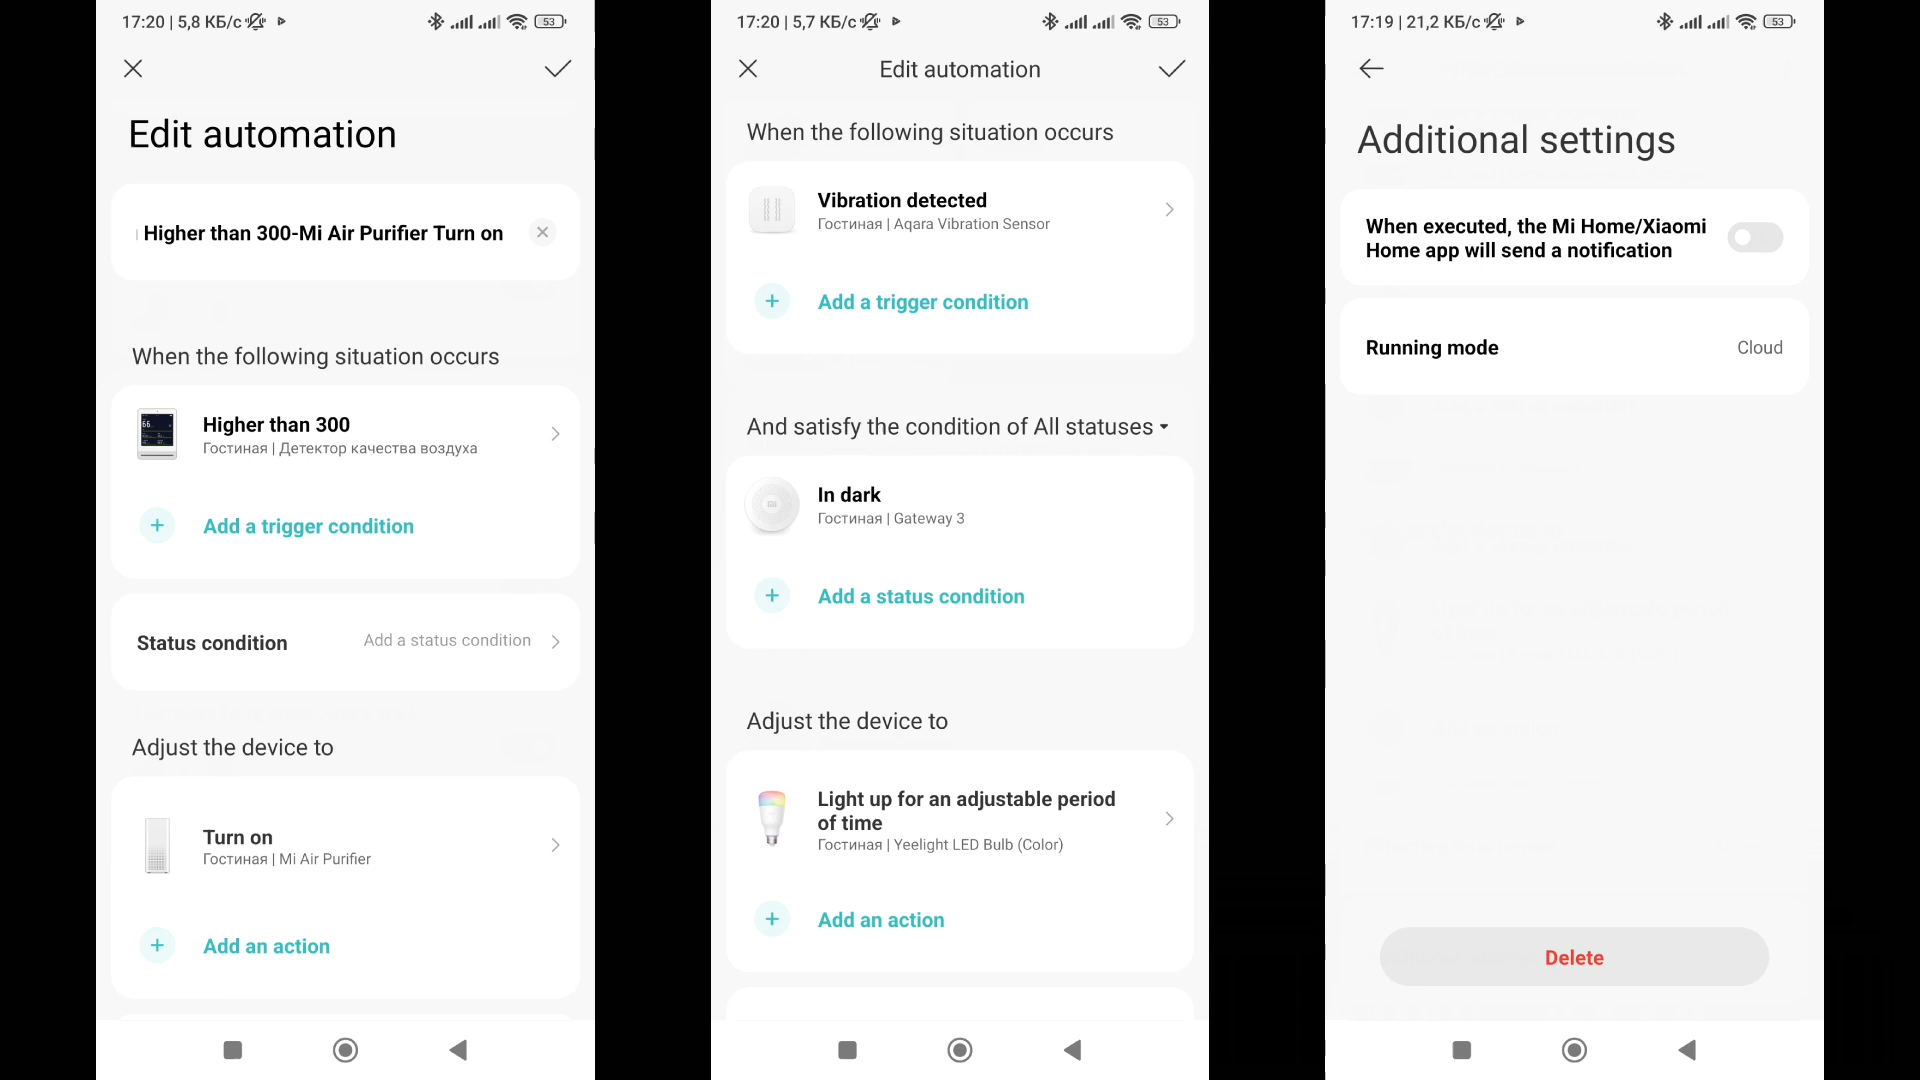 17:20 | 5,8 КБ/с
53
Edit automation
Higher than 300-Mi Air Purifier Turn on
When the following situation occurs
66
Higher than 300
Гостиная | Детектор качества воздуха
Add a trigger condition
Status condition
Add a status condition
Adjust the device to
Turn on
Гостиная | Mi Air Purifier
Add an action
17:20 | 5,7 КБ/с
53
Edit automation
When the following situation occurs
Vibration detected
Гостиная | Aqara Vibration Sensor
Add a trigger condition
And satisfy the condition of All statuses
In dark
Гостиная | Gateway 3
Add a status condition
Adjust the device to
Light up for an adjustable period
of time
Гостиная | Yeelight LED Bulb (Color)
Add an action
17:19 | 21,2 КБ/с
53
Additional settings
When executed, the Mi Home/Xiaomi
Home app will send a notification
Running mode
Cloud
Delete